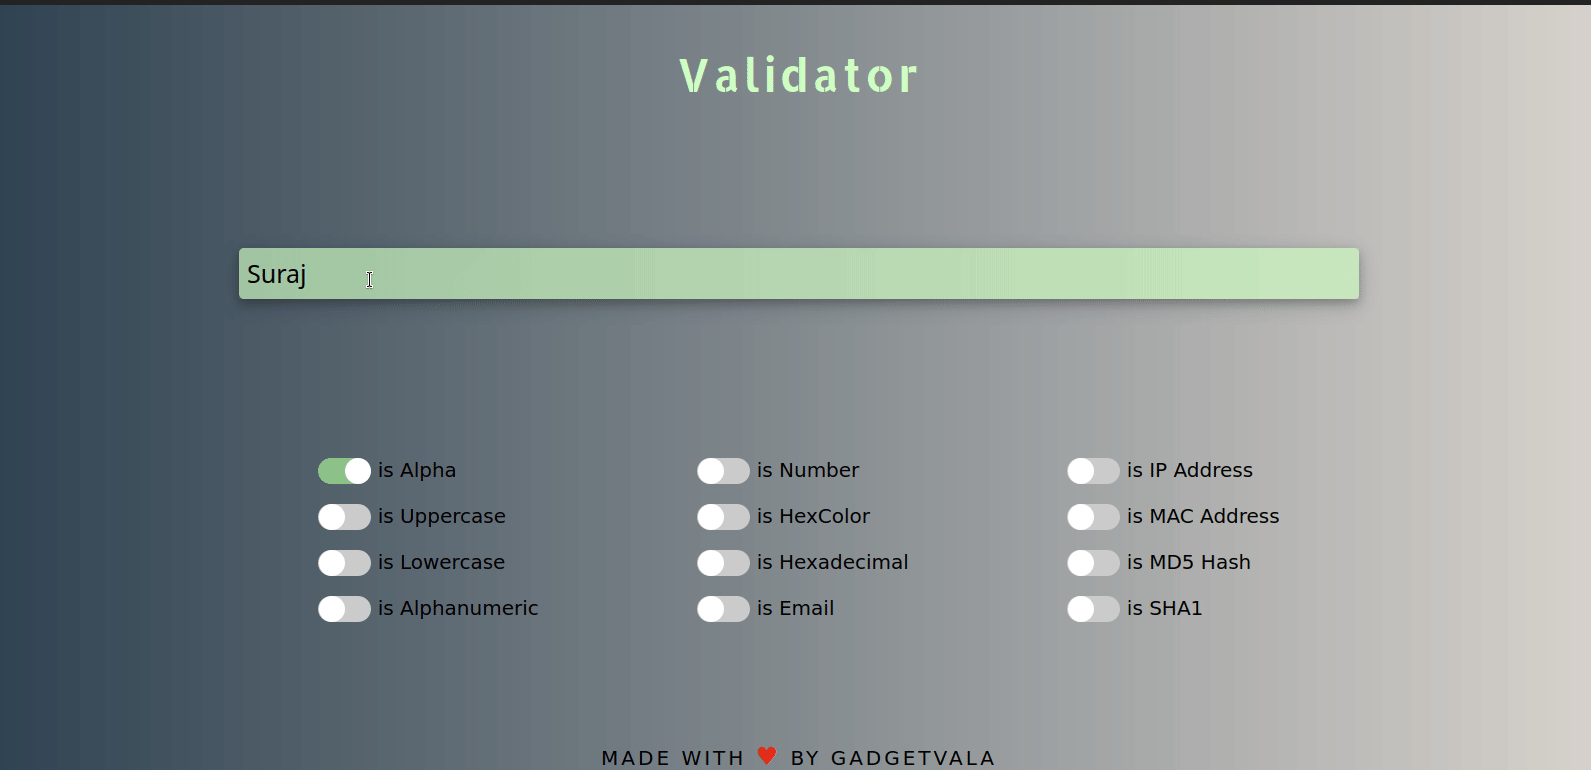 Validator
Suraj
is Alpha
is Number
is IP Address
is Uppercase
is HexColor
is MAC Address
is Lowercase
is Hexadecimal
is MD5 Hash
is Alphanumeric
is Email
is SHA1
MADE WITH ❤ BY GADGETVALA